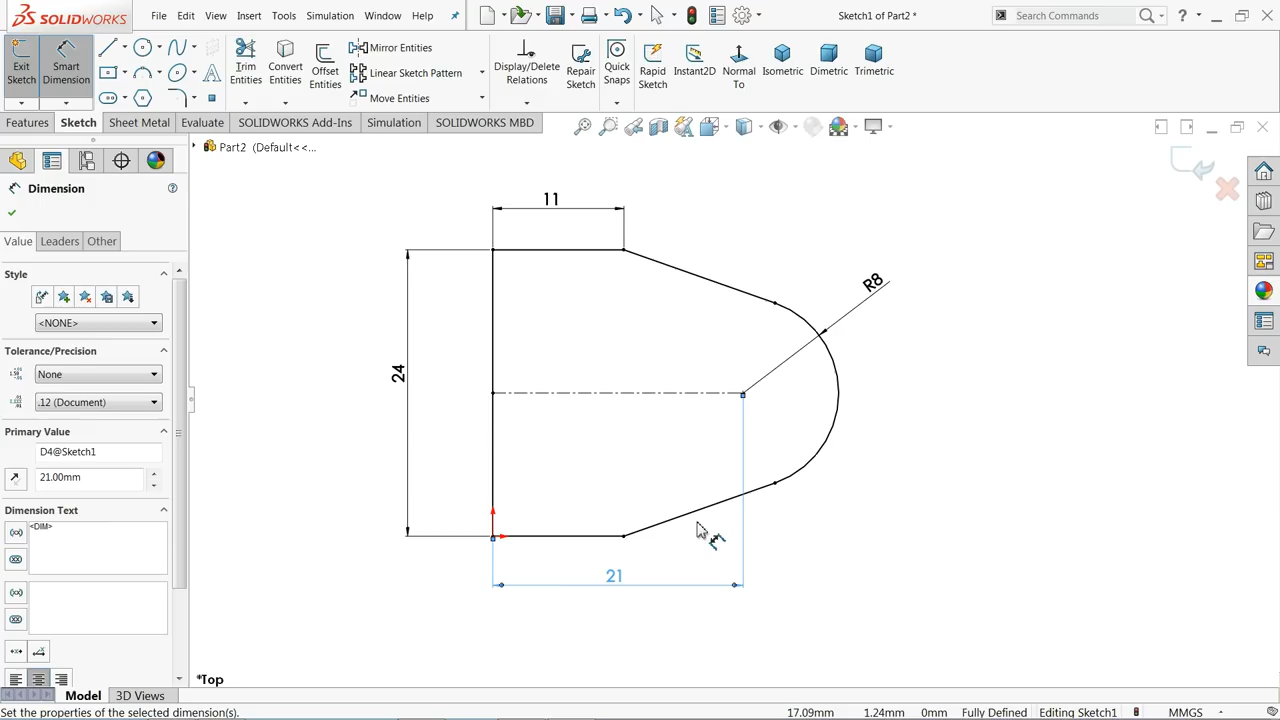 SOLIDWORKS
File Edit View Insert Tools Simulation Window Help
Sketch1 of Part2 *
Search Commands
Exit Sketch
Smart Dimension
Trim Entities
Convert Entities
Offset Entities
Mirror Entities
Linear Sketch Pattern
Move Entities
Display/Delete Relations
Repair Sketch
Quick Snaps
Rapid Sketch
Instant2D
Normal To
Isometric
Dimetric
Trimetric
Features Sketch Sheet Metal Evaluate SOLIDWORKS Add-Ins Simulation SOLIDWORKS MBD
Part2 (Default<<...
Dimension
Value Leaders Other
Style
<NONE>
Tolerance/Precision
None
.12 (Document)
Primary Value
D4@Sketch1
21.00mm
Dimension Text
<DIM>
11
R8
24
21
*Top
Model 3D Views
Set the properties of the selected dimension(s).
17.09mm 1.24mm 0mm Fully Defined Editing Sketch1 MMGS